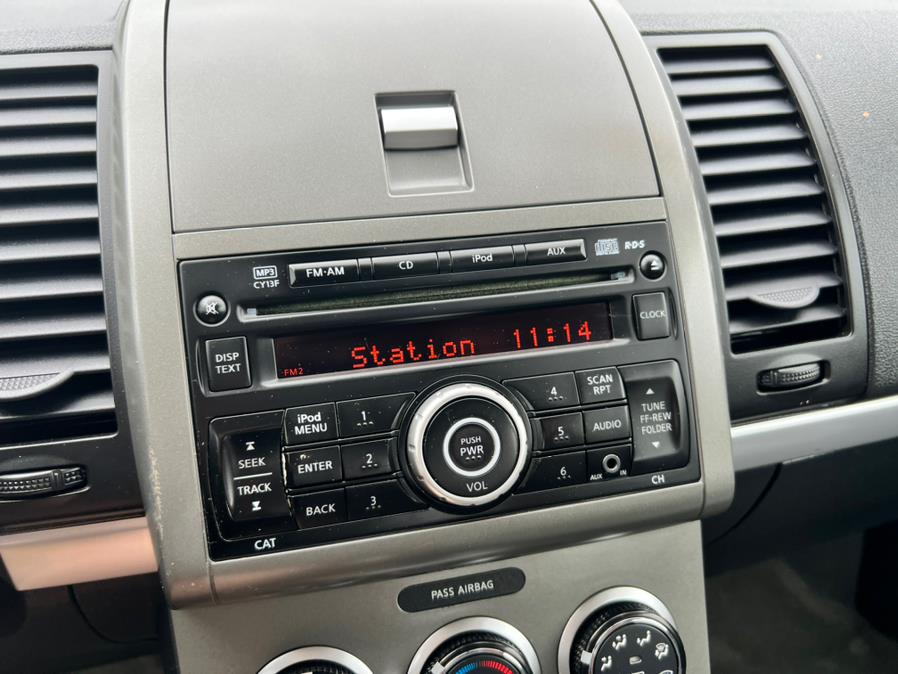 MP3
CY13F
FM·AM
CD
iPod
AUX
disc
R·D·S
DISP
TEXT
FM2
Station 11:14
CLOCK
iPod
MENU
1
4
SCAN
RPT
SEEK
TRACK
ENTER
2
PUSH
PWR
VOL
5
AUDIO
TUNE
FF·REW
FOLDER
BACK
3
6
AUX IN
CAT
CH
PASS AIRBAG